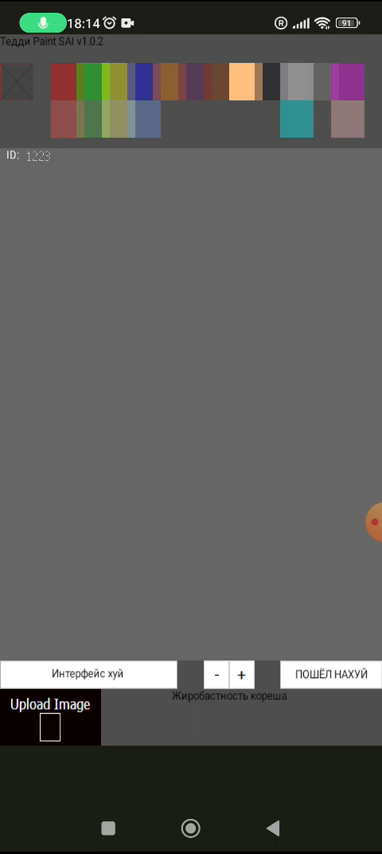 18:14
R
91
Тедди Paint SAI v1.0.2
ID: 1223
Интерфейс хуй
- +
ПОШЁЛ НАХУЙ
Жиробастность кореша
Upload Image